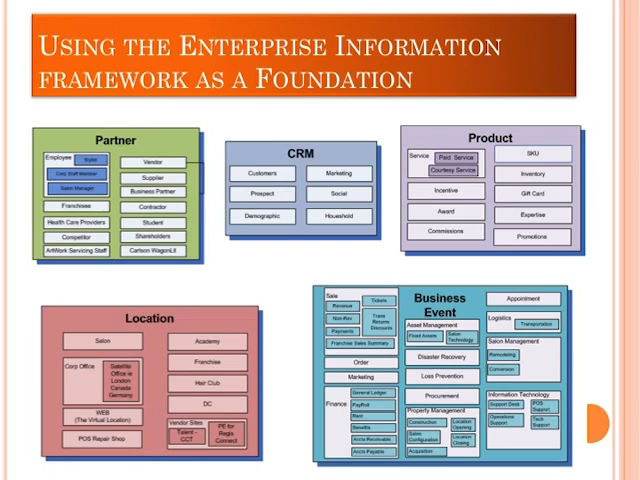 USING THE ENTERPRISE INFORMATION
FRAMEWORK AS A FOUNDATION
Partner
Employee
Stylist
Corp Staff Member
Salon Manager
Franchisee
Health Care Providers
Competitor
ArtWork Servicing Staff
Vendor
Supplier
Business Partner
Contractor
Student
Shareholders
Carlson WagonLit
CRM
Customers
Marketing
Prospect
Social
Demographic
Household
Product
Service
Paid Service
Courtesy Service
Incentive
Award
Commissions
SKU
Inventory
Gift Card
Expertise
Promotions
Location
Salon
Corp Office
Satellite
Office ie
London
Canada
Germany
WEB
(The Virtual Location)
POS Repair Shop
Academy
Franchise
Hair Club
DC
Vendor Sites
Talent -
CCT
PE for
Regis
Connect
Business
Event
Sale
Revenue
Non-Rev
Payments
Tickets
Trans
Returns
Discounts
Franchise Sales Summary
Order
Marketing
Finance
General Ledger
PayRoll
Rent
Benefits
Accts Receivable
Accts Payable
Asset Management
Fixed Assets
Salon
Technology
Disaster Recovery
Loss Prevention
Procurement
Property Management
Construction
Location
Opening
Sales
Configuration
Location
Closing
Acquisition
Appointment
Logistics
Transportation
Salon Management
Remodeling
Conversion
Information Technology
Support Desk
POS
Support
Operations
Support
Tech
Support